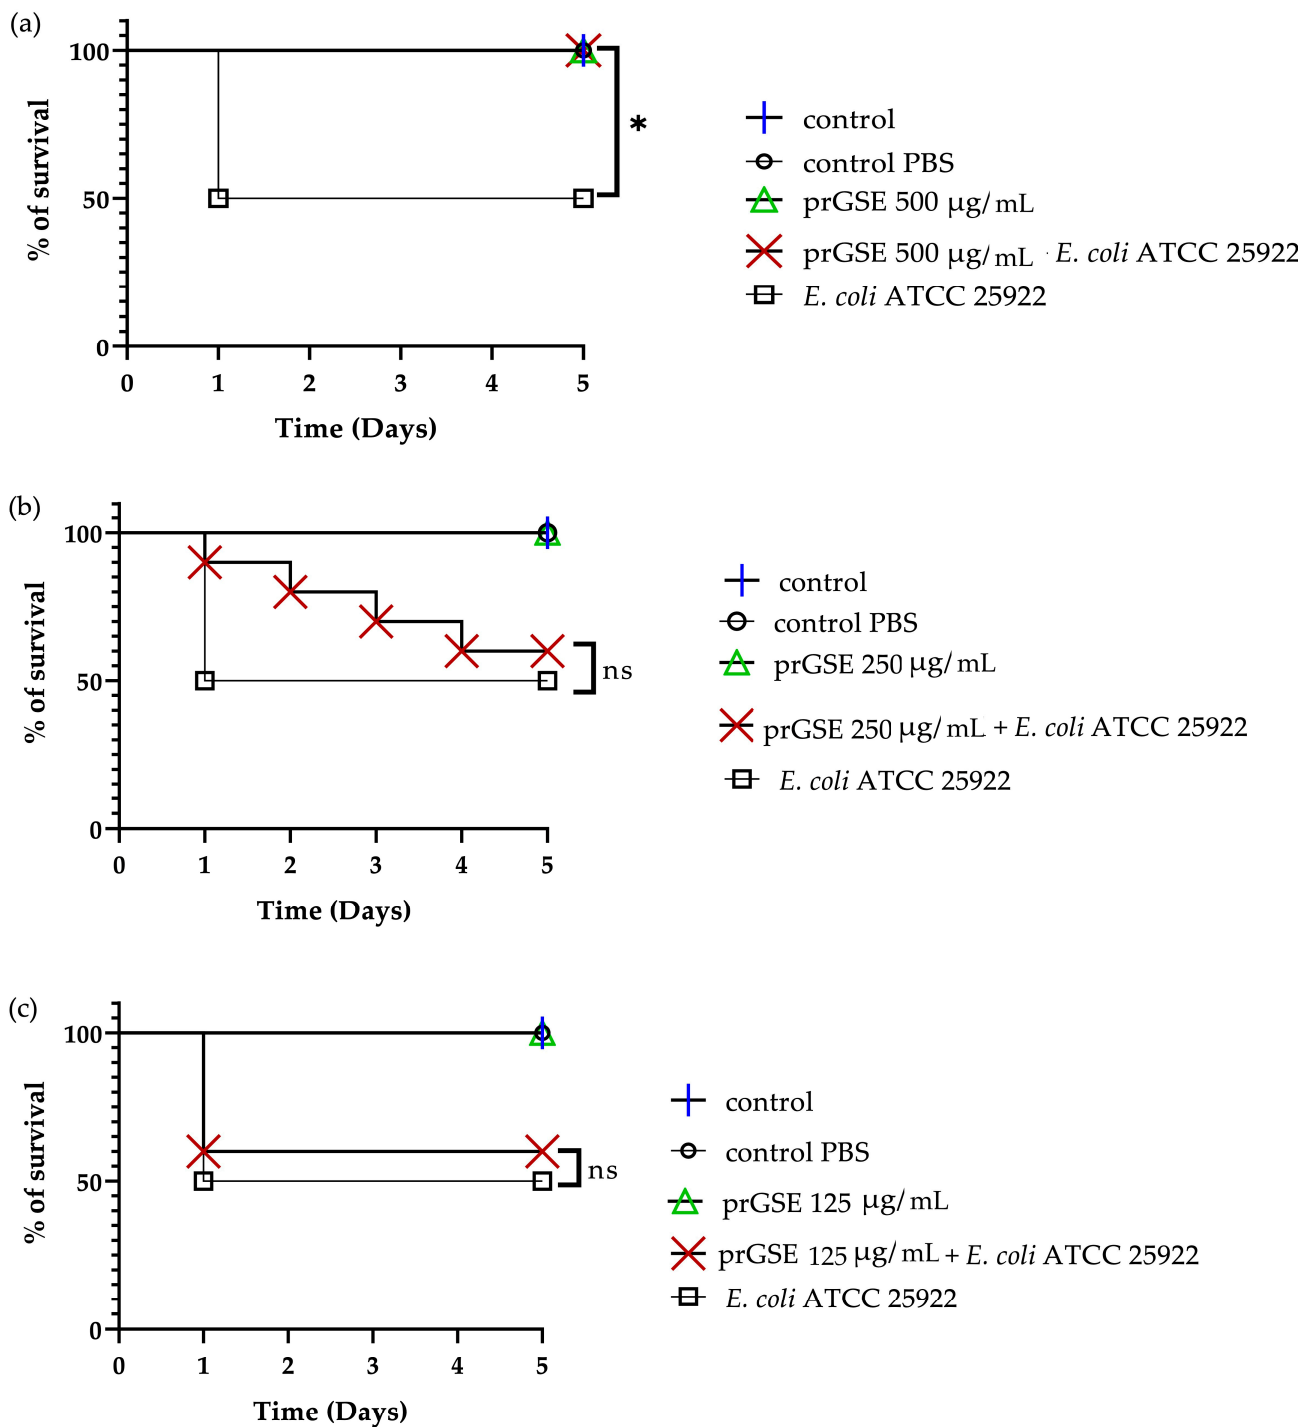 (a)
100
50
0
% of survival
0 1 2 3 4 5
Time (Days)
*
control
control PBS
prGSE 500 µg/mL
prGSE 500 µg/mL · E. coli ATCC 25922
E. coli ATCC 25922
(b)
100
50
0
% of survival
0 1 2 3 4 5
Time (Days)
ns
control
control PBS
prGSE 250 µg/mL
prGSE 250 µg/mL + E. coli ATCC 25922
E. coli ATCC 25922
(c)
100
50
0
% of survival
0 1 2 3 4 5
Time (Days)
ns
control
control PBS
prGSE 125 µg/mL
prGSE 125 µg/mL + E. coli ATCC 25922
E. coli ATCC 25922